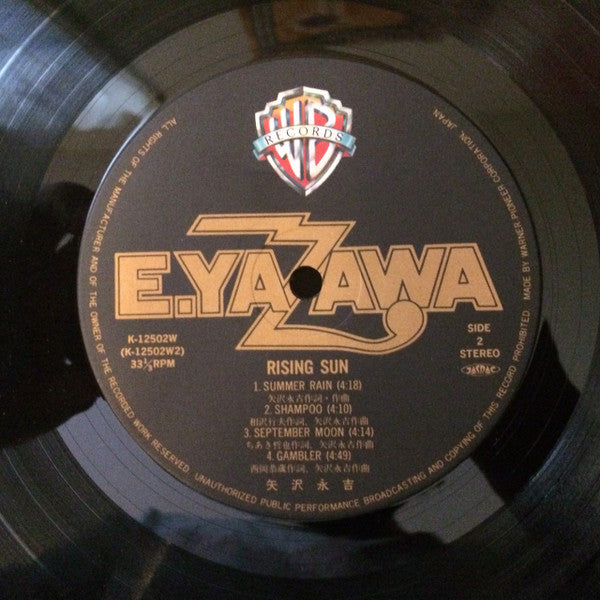 WB
RECORDS
E.YAZAWA
K-12502W
(K-12502W2)
33⅓RPM
SIDE
2
STEREO
JASRAC
RISING SUN
1. SUMMER RAIN (4:18)
矢沢永吉作詞・作曲
2. SHAMPOO (4:10)
相沢行夫作詞、矢沢永吉作曲
3. SEPTEMBER MOON (4:14)
ちあき哲也作詞、矢沢永吉作曲
4. GAMBLER (4:49)
西岡恭蔵作詞、矢沢永吉作曲
矢沢永吉
ALL RIGHTS OF THE MANUFACTURER AND OF THE OWNER OF THE RECORDED WORK RESERVED. UNAUTHORIZED PUBLIC PERFORMANCE BROADCASTING AND COPYING OF THIS RECORD PROHIBITED MADE BY WARNER-PIONEER CORPORATION, JAPAN